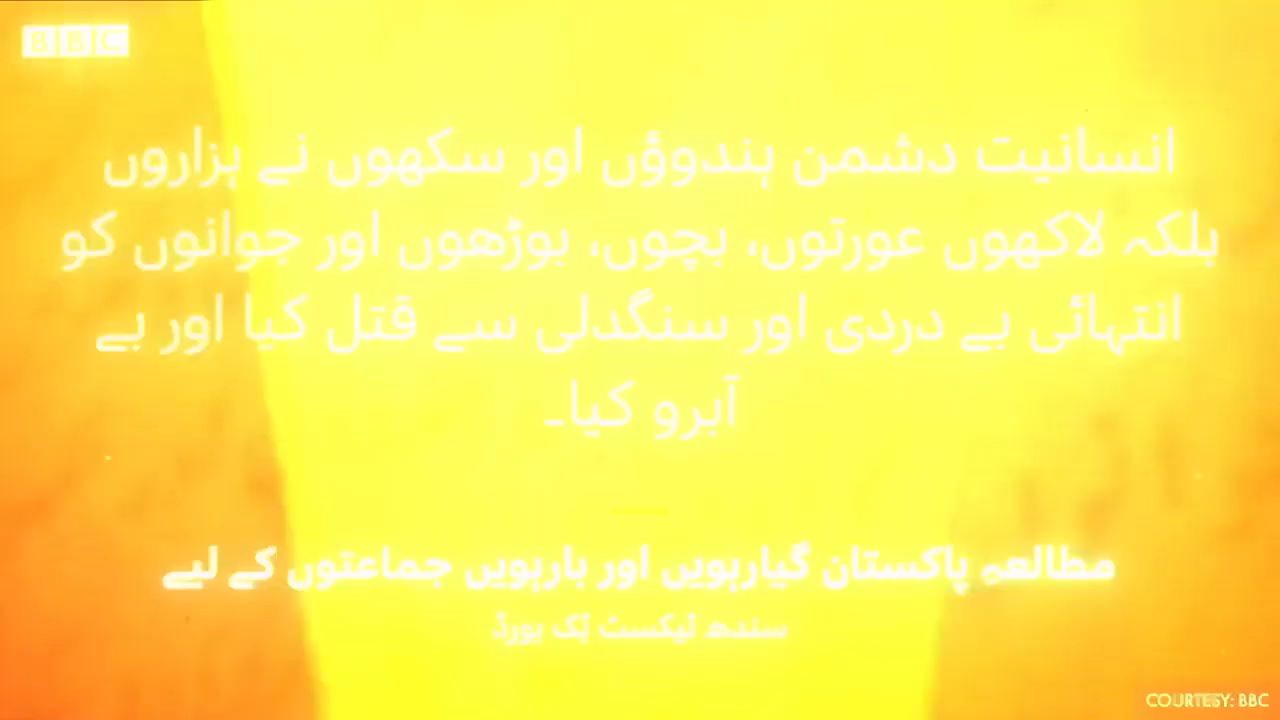 BBC
انسانیت دشمن ہندوؤں اور سکھوں نے ہزاروں
بلکہ لاکھوں عورتوں، بچوں، بوڑھوں اور جوانوں کو
انتہائی بے دردی اور سنگدلی سے قتل کیا اور بے
آبرو کیا۔
مطالعہِ پاکستان گیارہویں اور بارہویں جماعتوں کے لیے
سندھ ٹیکسٹ بُک بورڈ
COURTESY: BBC